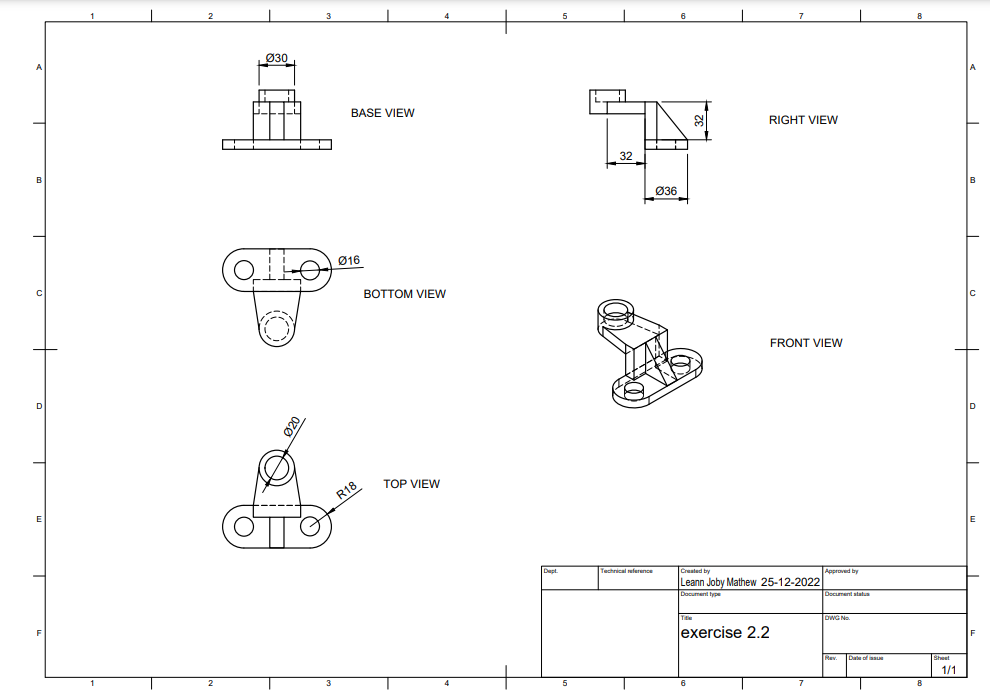 1 2 3 4 5 6 7 8
A A
Ø30
BASE VIEW
RIGHT VIEW
32
32
B B
Ø36
Ø16
C BOTTOM VIEW C
FRONT VIEW
D D
Ø20
TOP VIEW
R18
E E
Dept. Technical reference Created by Approved by
Leann Joby Mathew 25-12-2022
Document type Document status
Title DWG No.
F exercise 2.2 F
Rev. Date of issue Sheet
1/1
1 2 3 4 5 6 7 8